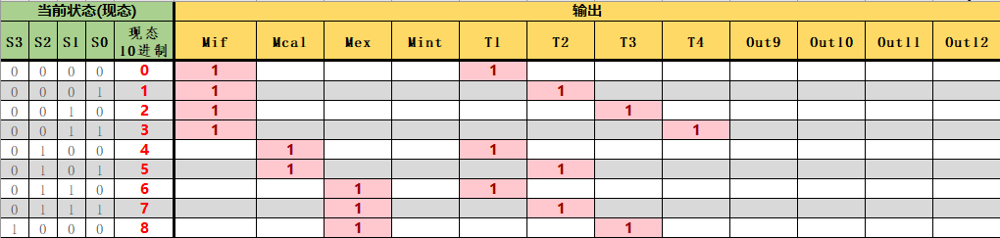 当前状态(现态) 输出
S3 S2 S1 S0 现态 10进制 Mif Mcal Mex Mint T1 T2 T3 T4 Out9 Out10 Out11 Out12
0 0 0 0 0 1 1
0 0 0 1 1 1 1
0 0 1 0 2 1 1
0 0 1 1 3 1 1
0 1 0 0 4 1 1
0 1 0 1 5 1 1
0 1 1 0 6 1 1
0 1 1 1 7 1 1
1 0 0 0 8 1 1